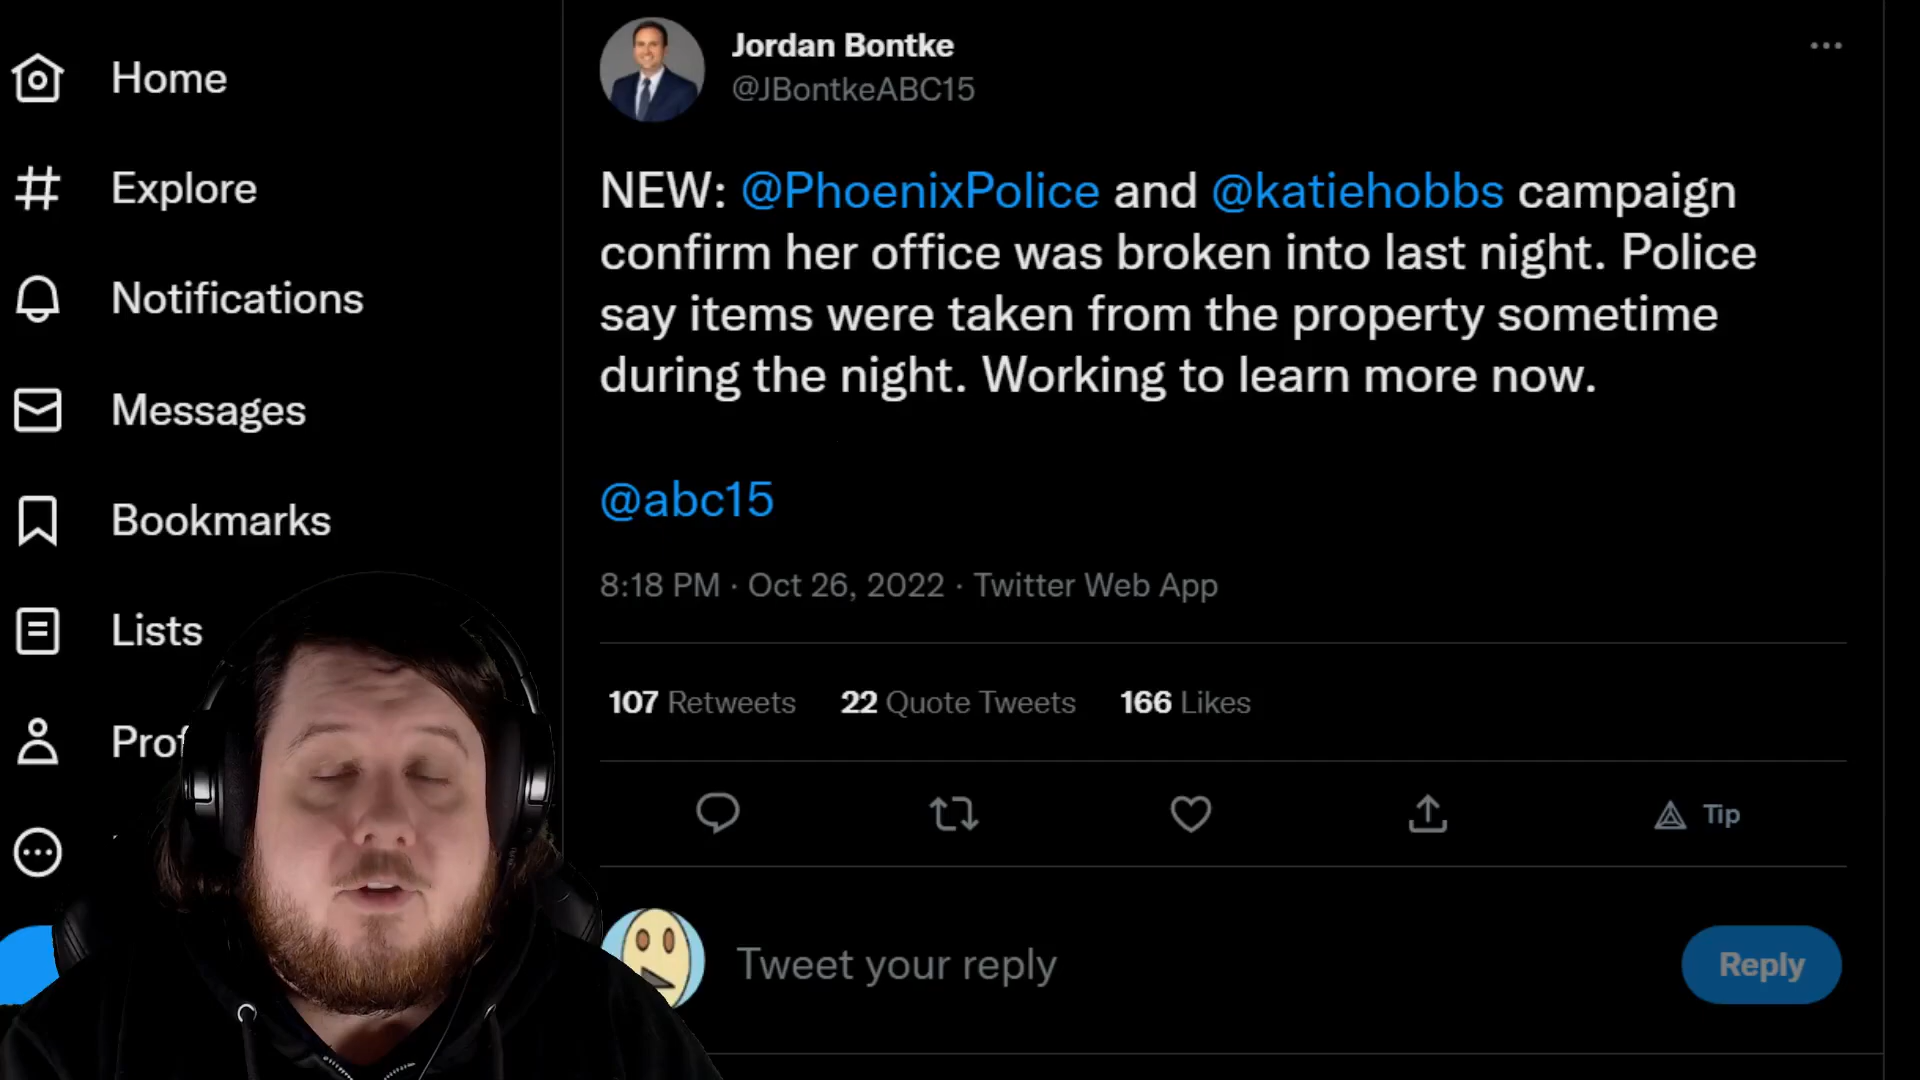 Home
Explore
Notifications
Messages
Bookmarks
Lists
Jordan Bontke
@JBontkeABC15
NEW: @PhoenixPolice and @katiehobbs campaign
confirm her office was broken into last night. Police
say items were taken from the property sometime
during the night. Working to learn more now.
@abc15
8:18 PM · Oct 26, 2022 · Twitter Web App
107 Retweets 22 Quote Tweets 166 Likes
Tip
Tweet your reply
Reply